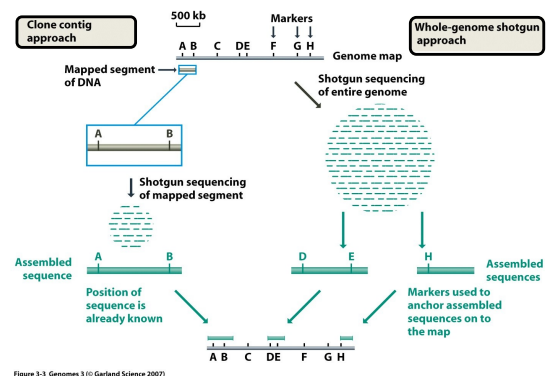 Clone contig
approach
500 kb
Markers
Whole-genome shotgun
approach
A B C DE F G H
Genome map
Mapped segment
of DNA
Shotgun sequencing
of entire genome
A B
Shotgun sequencing
of mapped segment
Assembled
sequence
A B
D E
H
Assembled
sequences
Position of
sequence is
already known
Markers used to
anchor assembled
sequences on to
the map
A B C DE F G H
Figure 3-3 Genomes 3 (© Garland Science 2007)